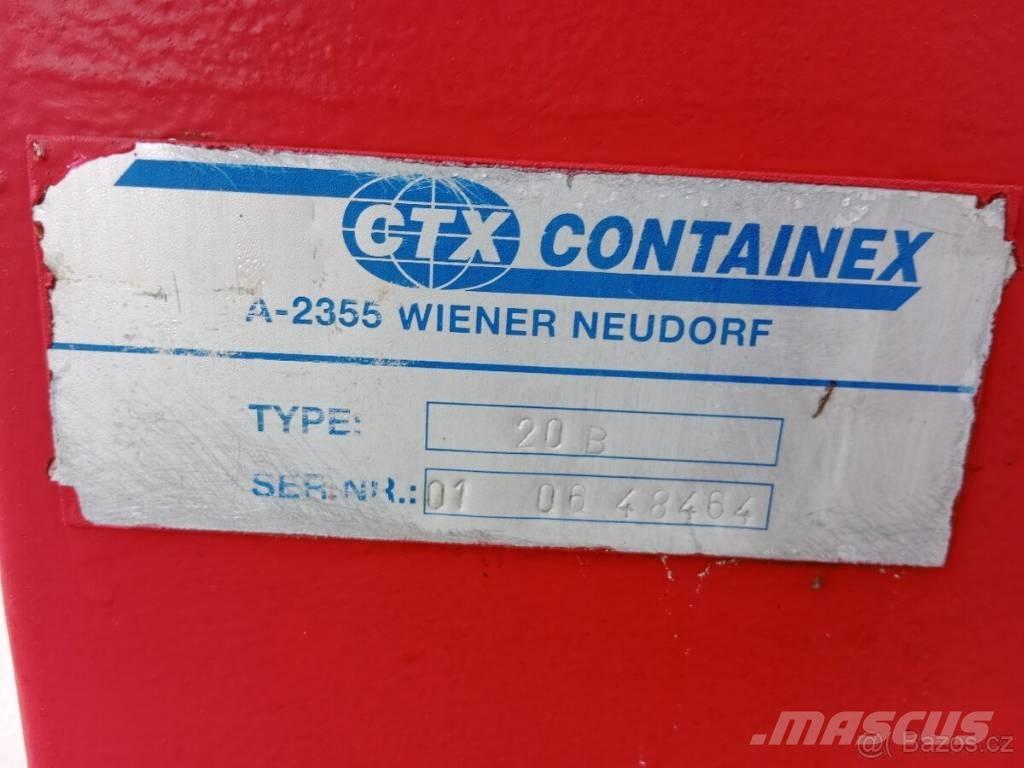 CTX CONTAINEX
A-2355 WIENER NEUDORF
TYPE: 20 B
SER.NR.: 01 06 48464
MASCUS
@ Bazos.cz